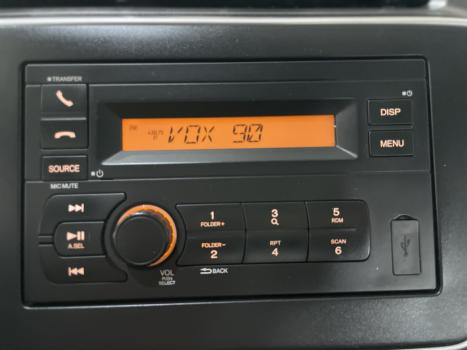 TRANSFER
FM
VOX 90
DISP
MENU
SOURCE
MIC MUTE
A.SEL
VOL
PUSH
SELECT
1
FOLDER+
3
5
RDM
FOLDER-
2
RPT
4
SCAN
6
BACK